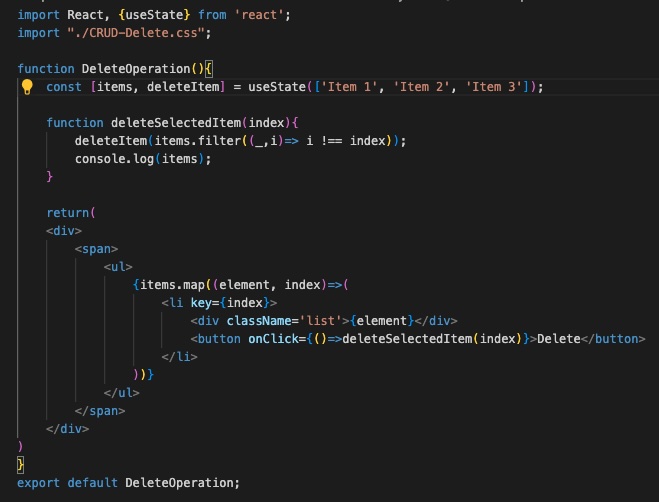 import React, {useState} from 'react';
import "./CRUD-Delete.css";
function DeleteOperation(){
const [items, deleteItem] = useState(['Item 1', 'Item 2', 'Item 3']);
function deleteSelectedItem(index){
deleteItem(items.filter((_,i)=> i !== index));
console.log(items);
}
return(
<div>
<span>
<ul>
{items.map((element, index)=>(
<li key={index}>
<div className='list'>{element}</div>
<button onClick={()=>deleteSelectedItem(index)}>Delete</button>
</li>
))}
</ul>
</span>
</div>
)
}
export default DeleteOperation;